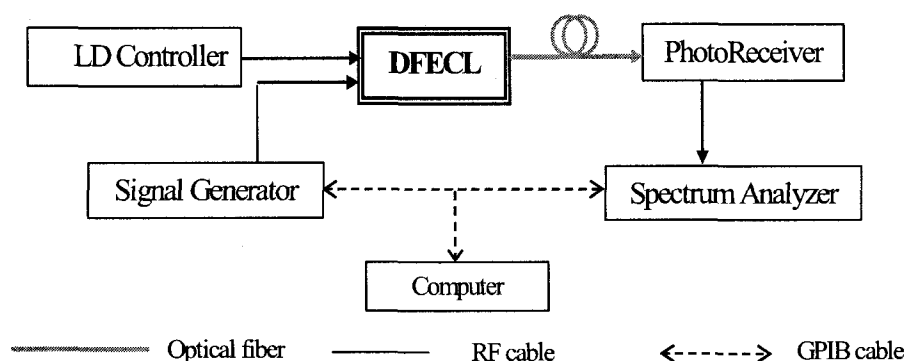 LD Controller
DFECL
PhotoReceiver
Signal Generator
Spectrum Analyzer
Computer
Optical fiber
RF cable
GPIB cable